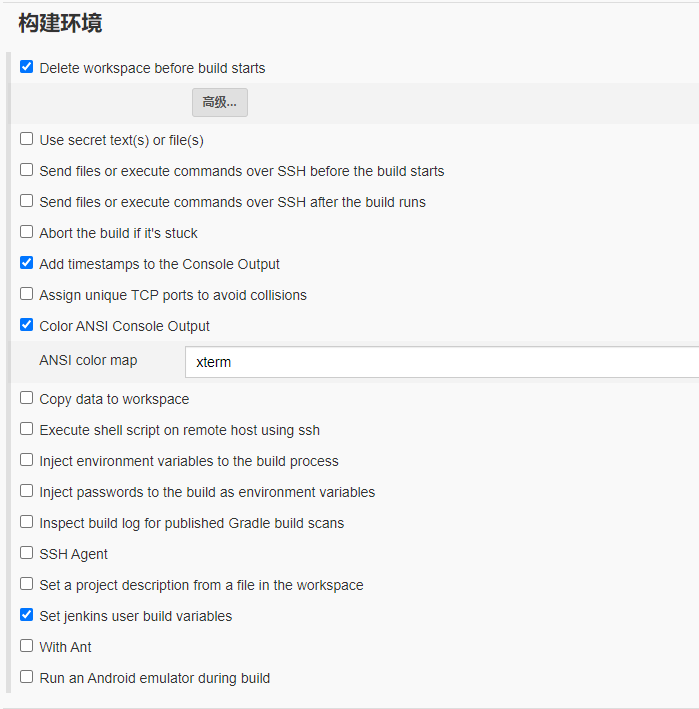 构建环境
Delete workspace before build starts
高级...
Use secret text(s) or file(s)
Send files or execute commands over SSH before the build starts
Send files or execute commands over SSH after the build runs
Abort the build if it's stuck
Add timestamps to the Console Output
Assign unique TCP ports to avoid collisions
Color ANSI Console Output
ANSI color map xterm
Copy data to workspace
Execute shell script on remote host using ssh
Inject environment variables to the build process
Inject passwords to the build as environment variables
Inspect build log for published Gradle build scans
SSH Agent
Set a project description from a file in the workspace
Set jenkins user build variables
With Ant
Run an Android emulator during build